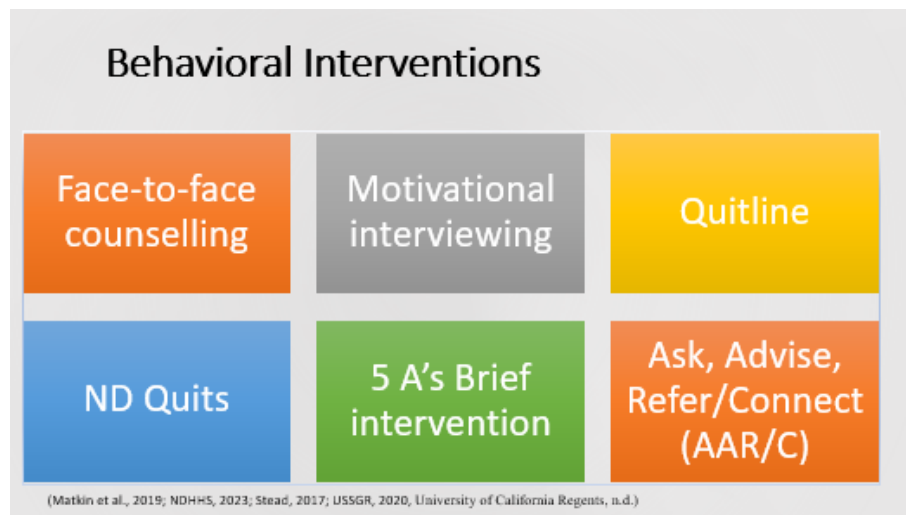 Behavioral Interventions
Face-to-face
counselling
Motivational
interviewing
Quitline
ND Quits
5 A's Brief
intervention
Ask, Advise,
Refer/Connect
(AAR/C)
(Matkin et al., 2019; NDHHS, 2023; Stead, 2017; USSGR, 2020, University of California Regents, n.d.)